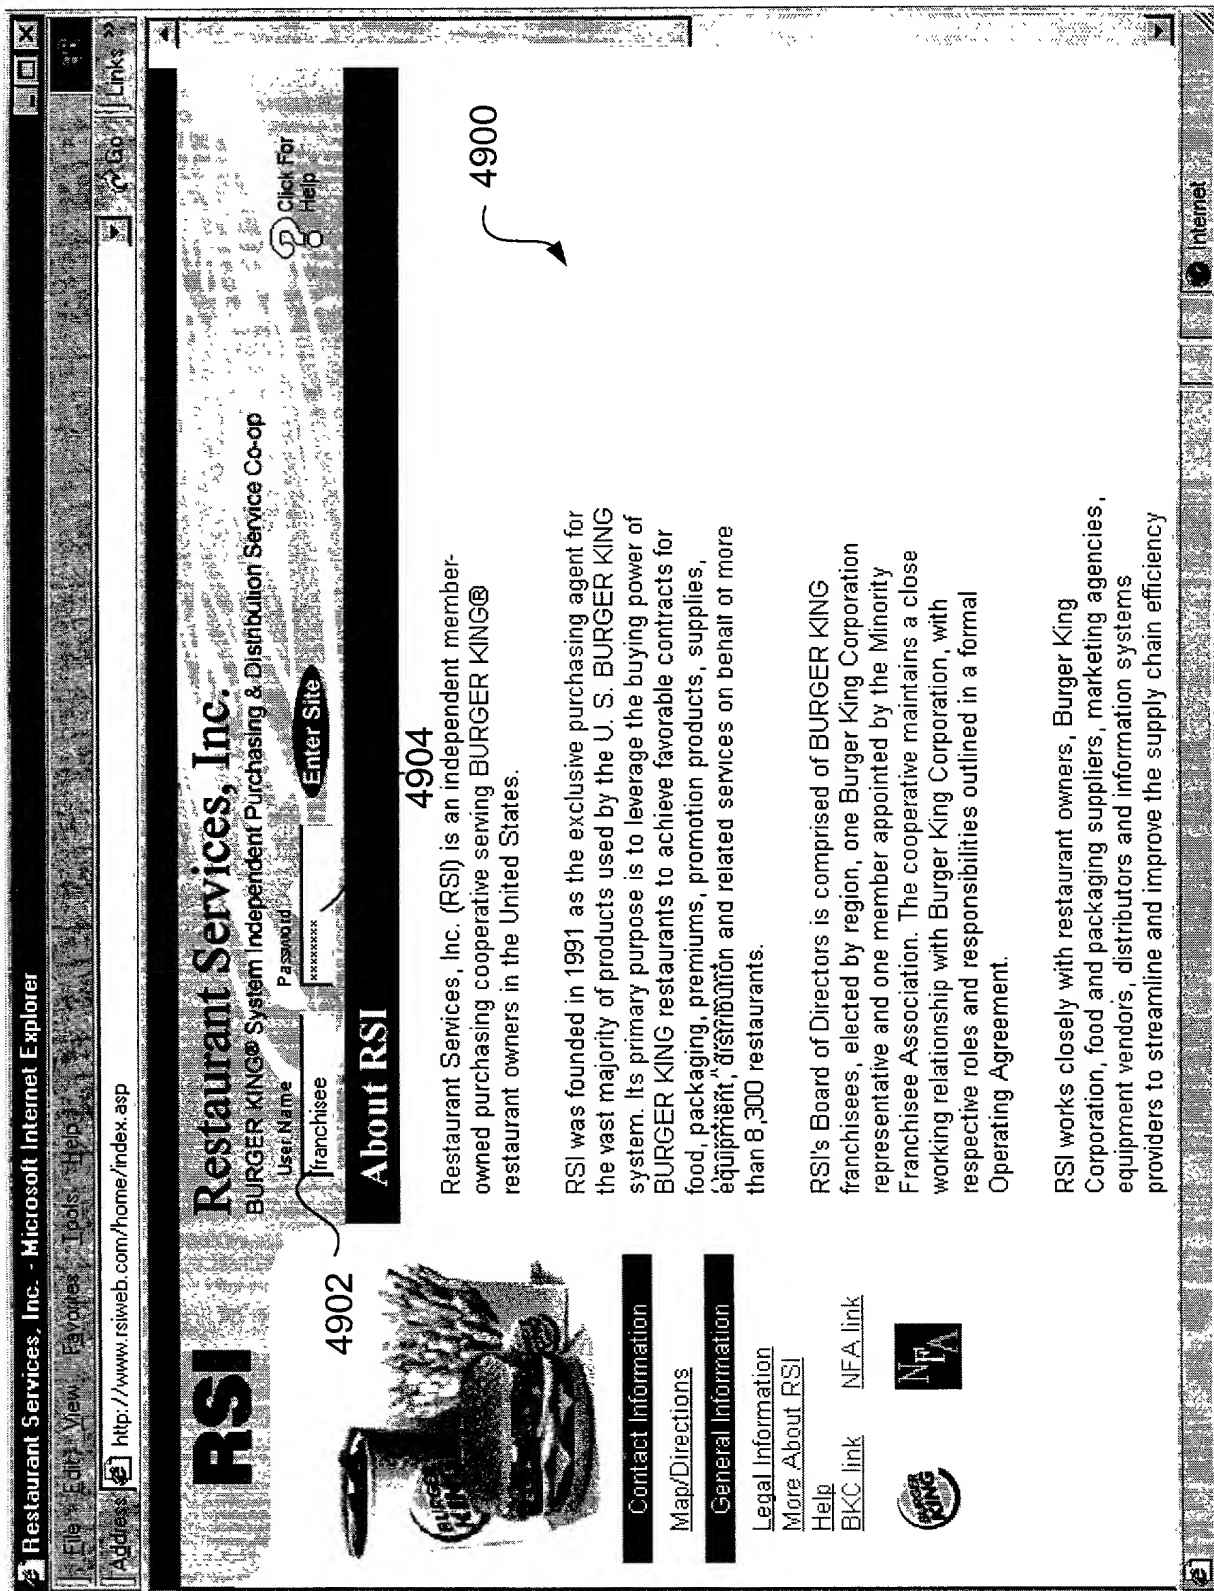 Restaurant Services, Inc. - Microsoft Internet Explorer
File Edit View Favorites Tools Help
Address http://www.rsiweb.com/home/index.asp Go Links »
RSI
Restaurant Services, Inc.
BURGER KING® System Independent Purchasing & Distribution Service Co-op
User Name Password
franchisee xxxxxxxxx Enter Site
Click For
Help
4902
4904
4900
About RSI
Restaurant Services, Inc. (RSI) is an independent member-
owned purchasing cooperative serving BURGER KING®
restaurant owners in the United States.
RSI was founded in 1991 as the exclusive purchasing agent for
the vast majority of products used by the U. S. BURGER KING
system. Its primary purpose is to leverage the buying power of
BURGER KING restaurants to achieve favorable contracts for
food, packaging, premiums, promotion products, supplies,
equipment, distribution and related services on behalf of more
than 8,300 restaurants.
RSI's Board of Directors is comprised of BURGER KING
franchisees, elected by region, one Burger King Corporation
representative and one member appointed by the Minority
Franchisee Association. The cooperative maintains a close
working relationship with Burger King Corporation, with
respective roles and responsibilities outlined in a formal
Operating Agreement.
RSI works closely with restaurant owners, Burger King
Corporation, food and packaging suppliers, marketing agencies,
equipment vendors, distributors and information systems
providers to streamline and improve the supply chain efficiency
BURGER
KING
Contact Information
Map/Directions
General Information
Legal Information
More About RSI
Help
BKC link NFA link
BURGER
KING
NFA
Internet